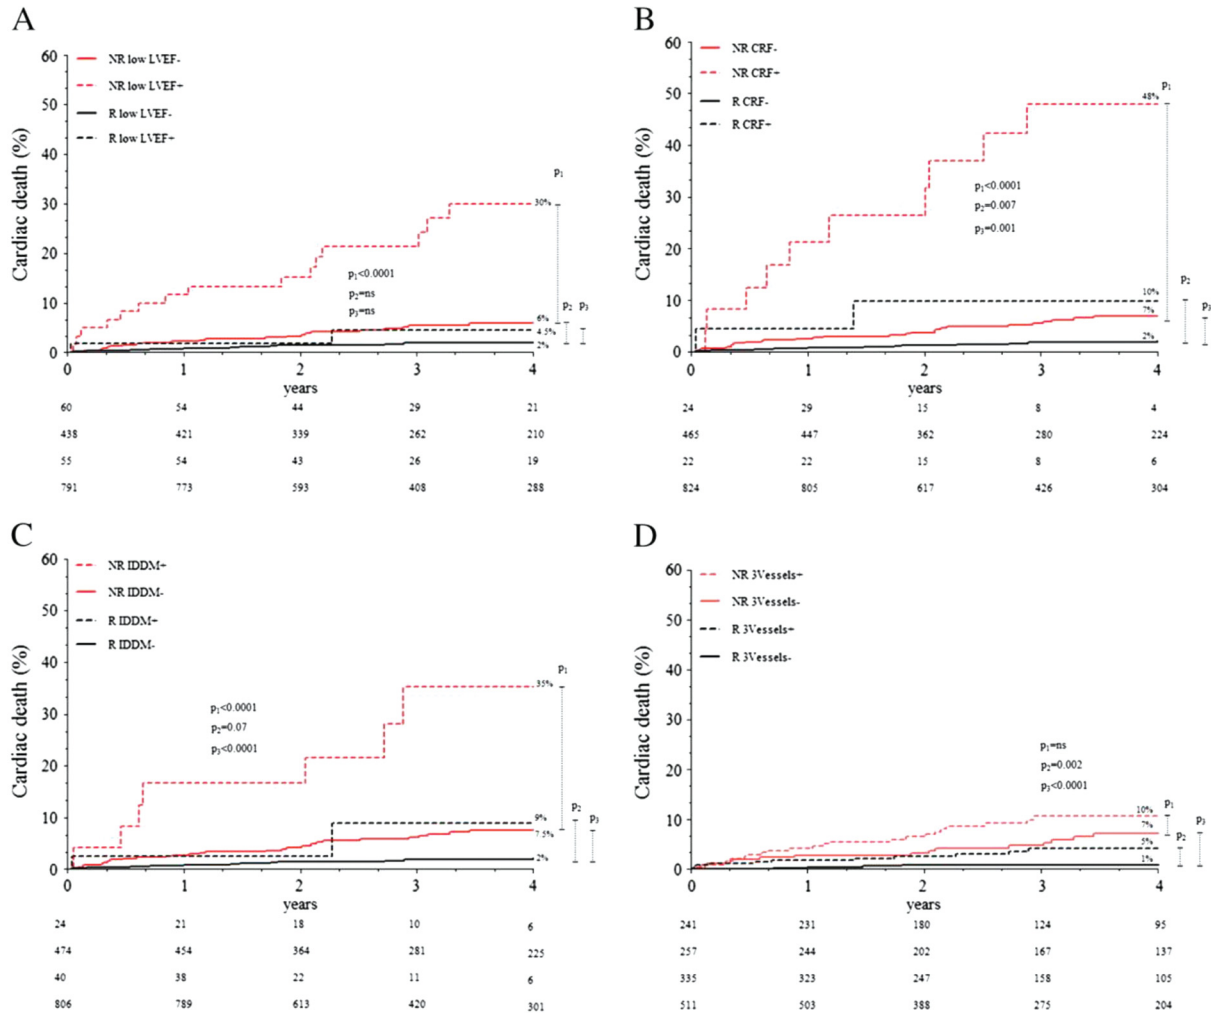 A
60
50
40
30
20
10
0
Cardiac death (%)
NR low LVEF-
NR low LVEF+
R low LVEF-
R low LVEF+
p1
30%
p1<0.0001
p2=ns
p3=ns
6%
4.5%
2%
p2
p3
0 1 2 3 4
years
60 54 44 29 21
438 421 339 262 210
55 54 43 26 19
791 773 593 408 288
B
60
50
40
30
20
10
0
Cardiac death (%)
NR CRF-
NR CRF+
R CRF-
R CRF+
p1
48%
p1<0.0001
p2=0.007
p3=0.001
10%
7%
2%
p2
p3
0 1 2 3 4
years
24 29 15 8 4
465 447 362 280 224
22 22 15 8 6
824 805 617 426 304
C
60
50
40
30
20
10
0
Cardiac death (%)
NR IDDM+
NR IDDM-
R IDDM+
R IDDM-
p1
35%
p1<0.0001
p2=0.07
p3<0.0001
9%
7.5%
2%
p2
p3
0 1 2 3 4
years
24 21 18 10 6
474 454 364 281 225
40 38 22 11 6
806 789 613 420 301
D
60
50
40
30
20
10
0
Cardiac death (%)
NR 3Vessels+
NR 3Vessels-
R 3Vessels+
R 3Vessels-
p1=ns
p2=0.002
p3<0.0001
10%
7%
5%
1%
p1
p2
p3
0 1 2 3 4
years
241 231 180 124 95
257 244 202 167 137
335 323 247 158 105
511 503 388 275 204